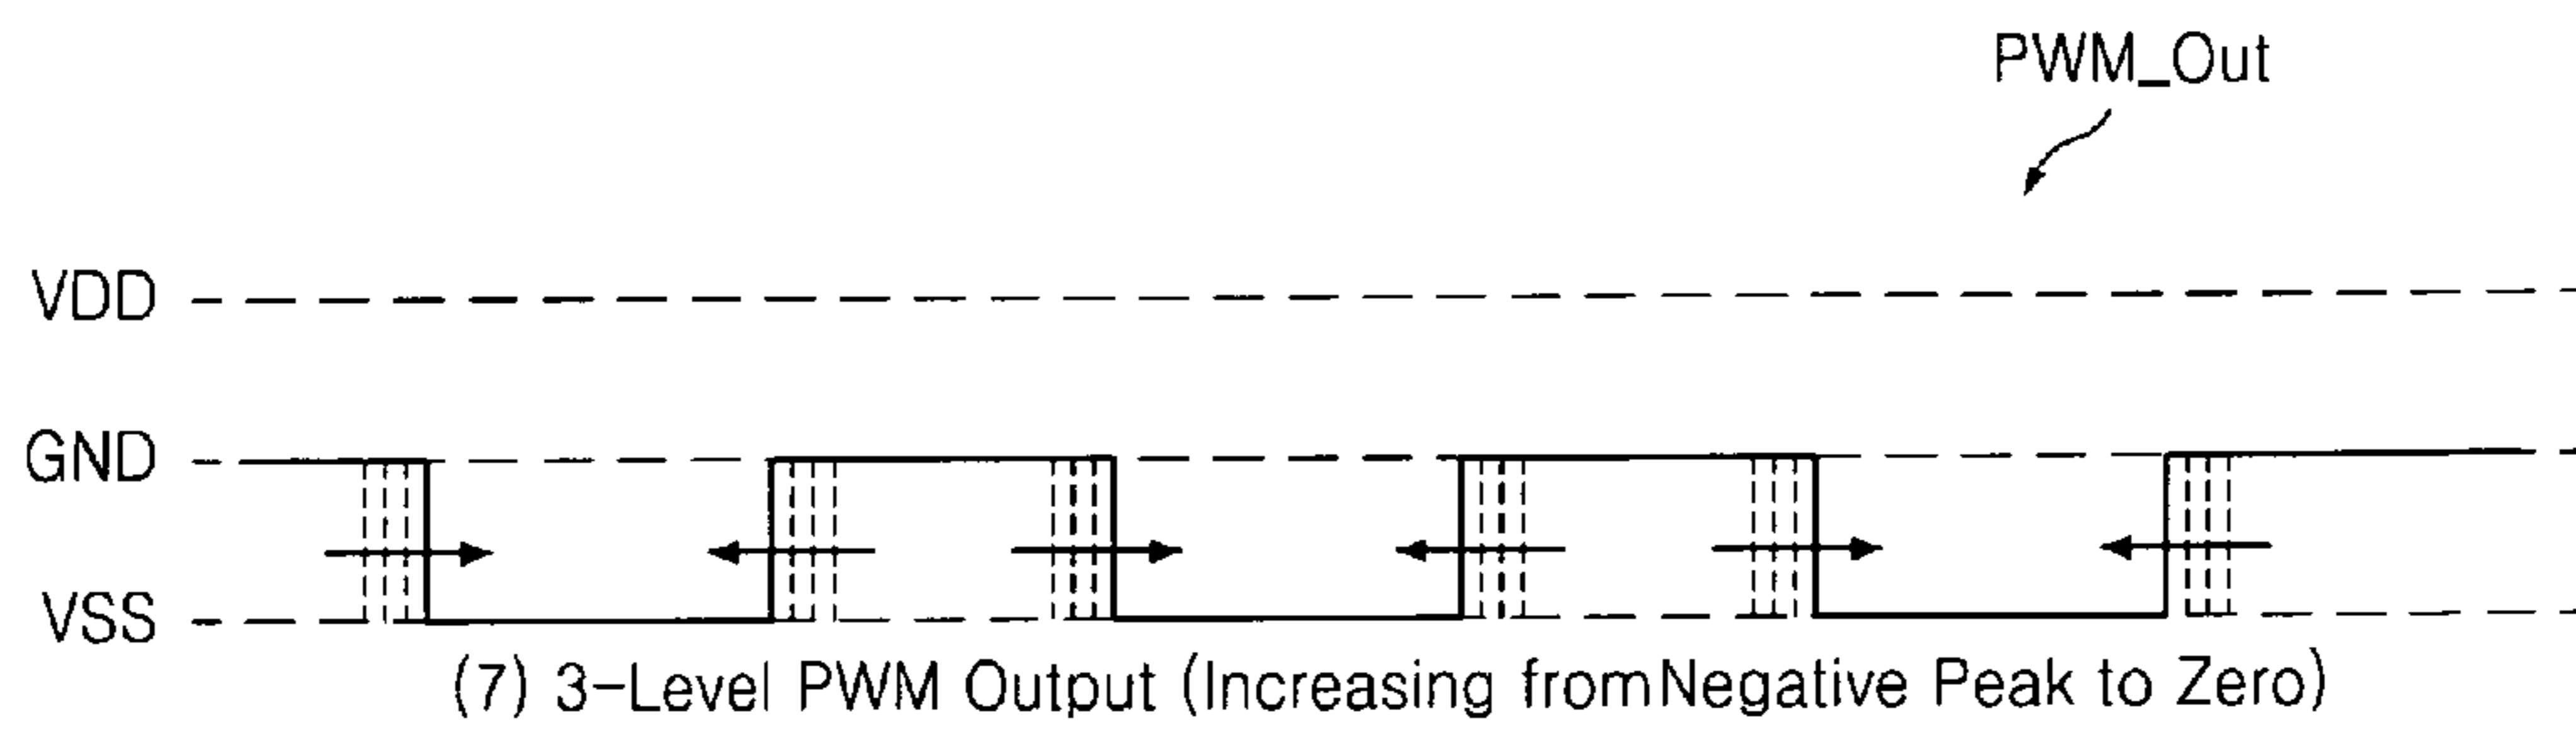 PWM_Out
VDD
GND
VSS
(7) 3-Level PWM Output (Increasing fromNegative Peak to Zero)